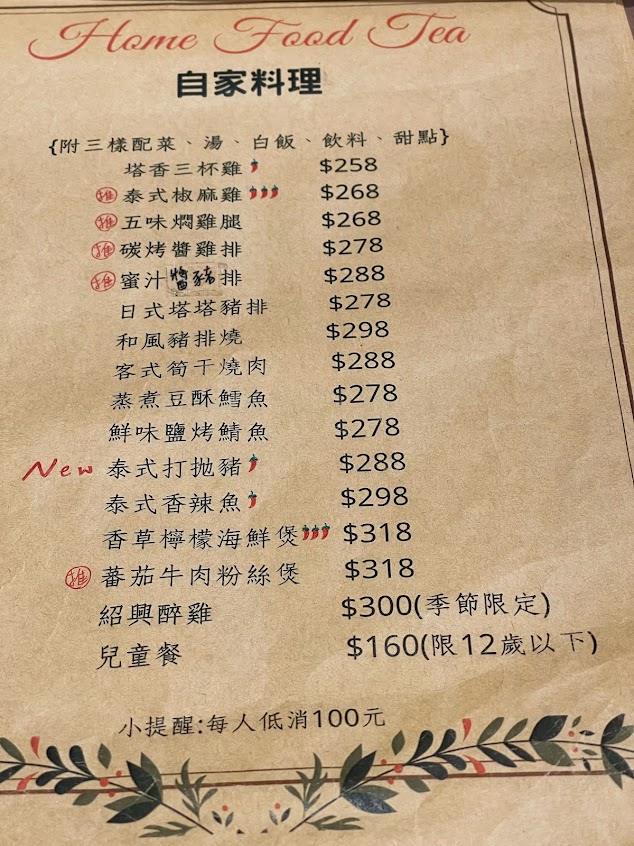 Home Food Tea
自家料理
{附三樣配菜、湯、白飯、飲料、甜點}
塔香三杯雞 $258
推 泰式椒麻雞 $268
推 五味燜雞腿 $268
推 碳烤醬雞排 $278
推 蜜汁醬豬排 $288
日式塔塔豬排 $278
和風豬排燒 $298
客式筍干燒肉 $288
蒸煮豆酥鱈魚 $278
鮮味鹽烤鯖魚 $278
New 泰式打拋豬 $288
泰式香辣魚 $298
香草檸檬海鮮煲 $318
推 蕃茄牛肉粉絲煲 $318
紹興醉雞 $300(季節限定)
兒童餐 $160(限12歲以下)
小提醒:每人低消100元